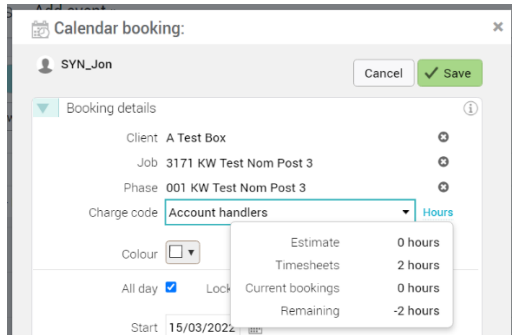 Add event
Calendar booking:
SYN_Jon
Cancel Save
Booking details
Client A Test Box
Job 3171 KW Test Nom Post 3
Phase 001 KW Test Nom Post 3
Charge code Account handlers Hours
Estimate 0 hours
Colour
Timesheets 2 hours
All day Lock
Current bookings 0 hours
Remaining -2 hours
Start 15/03/2022